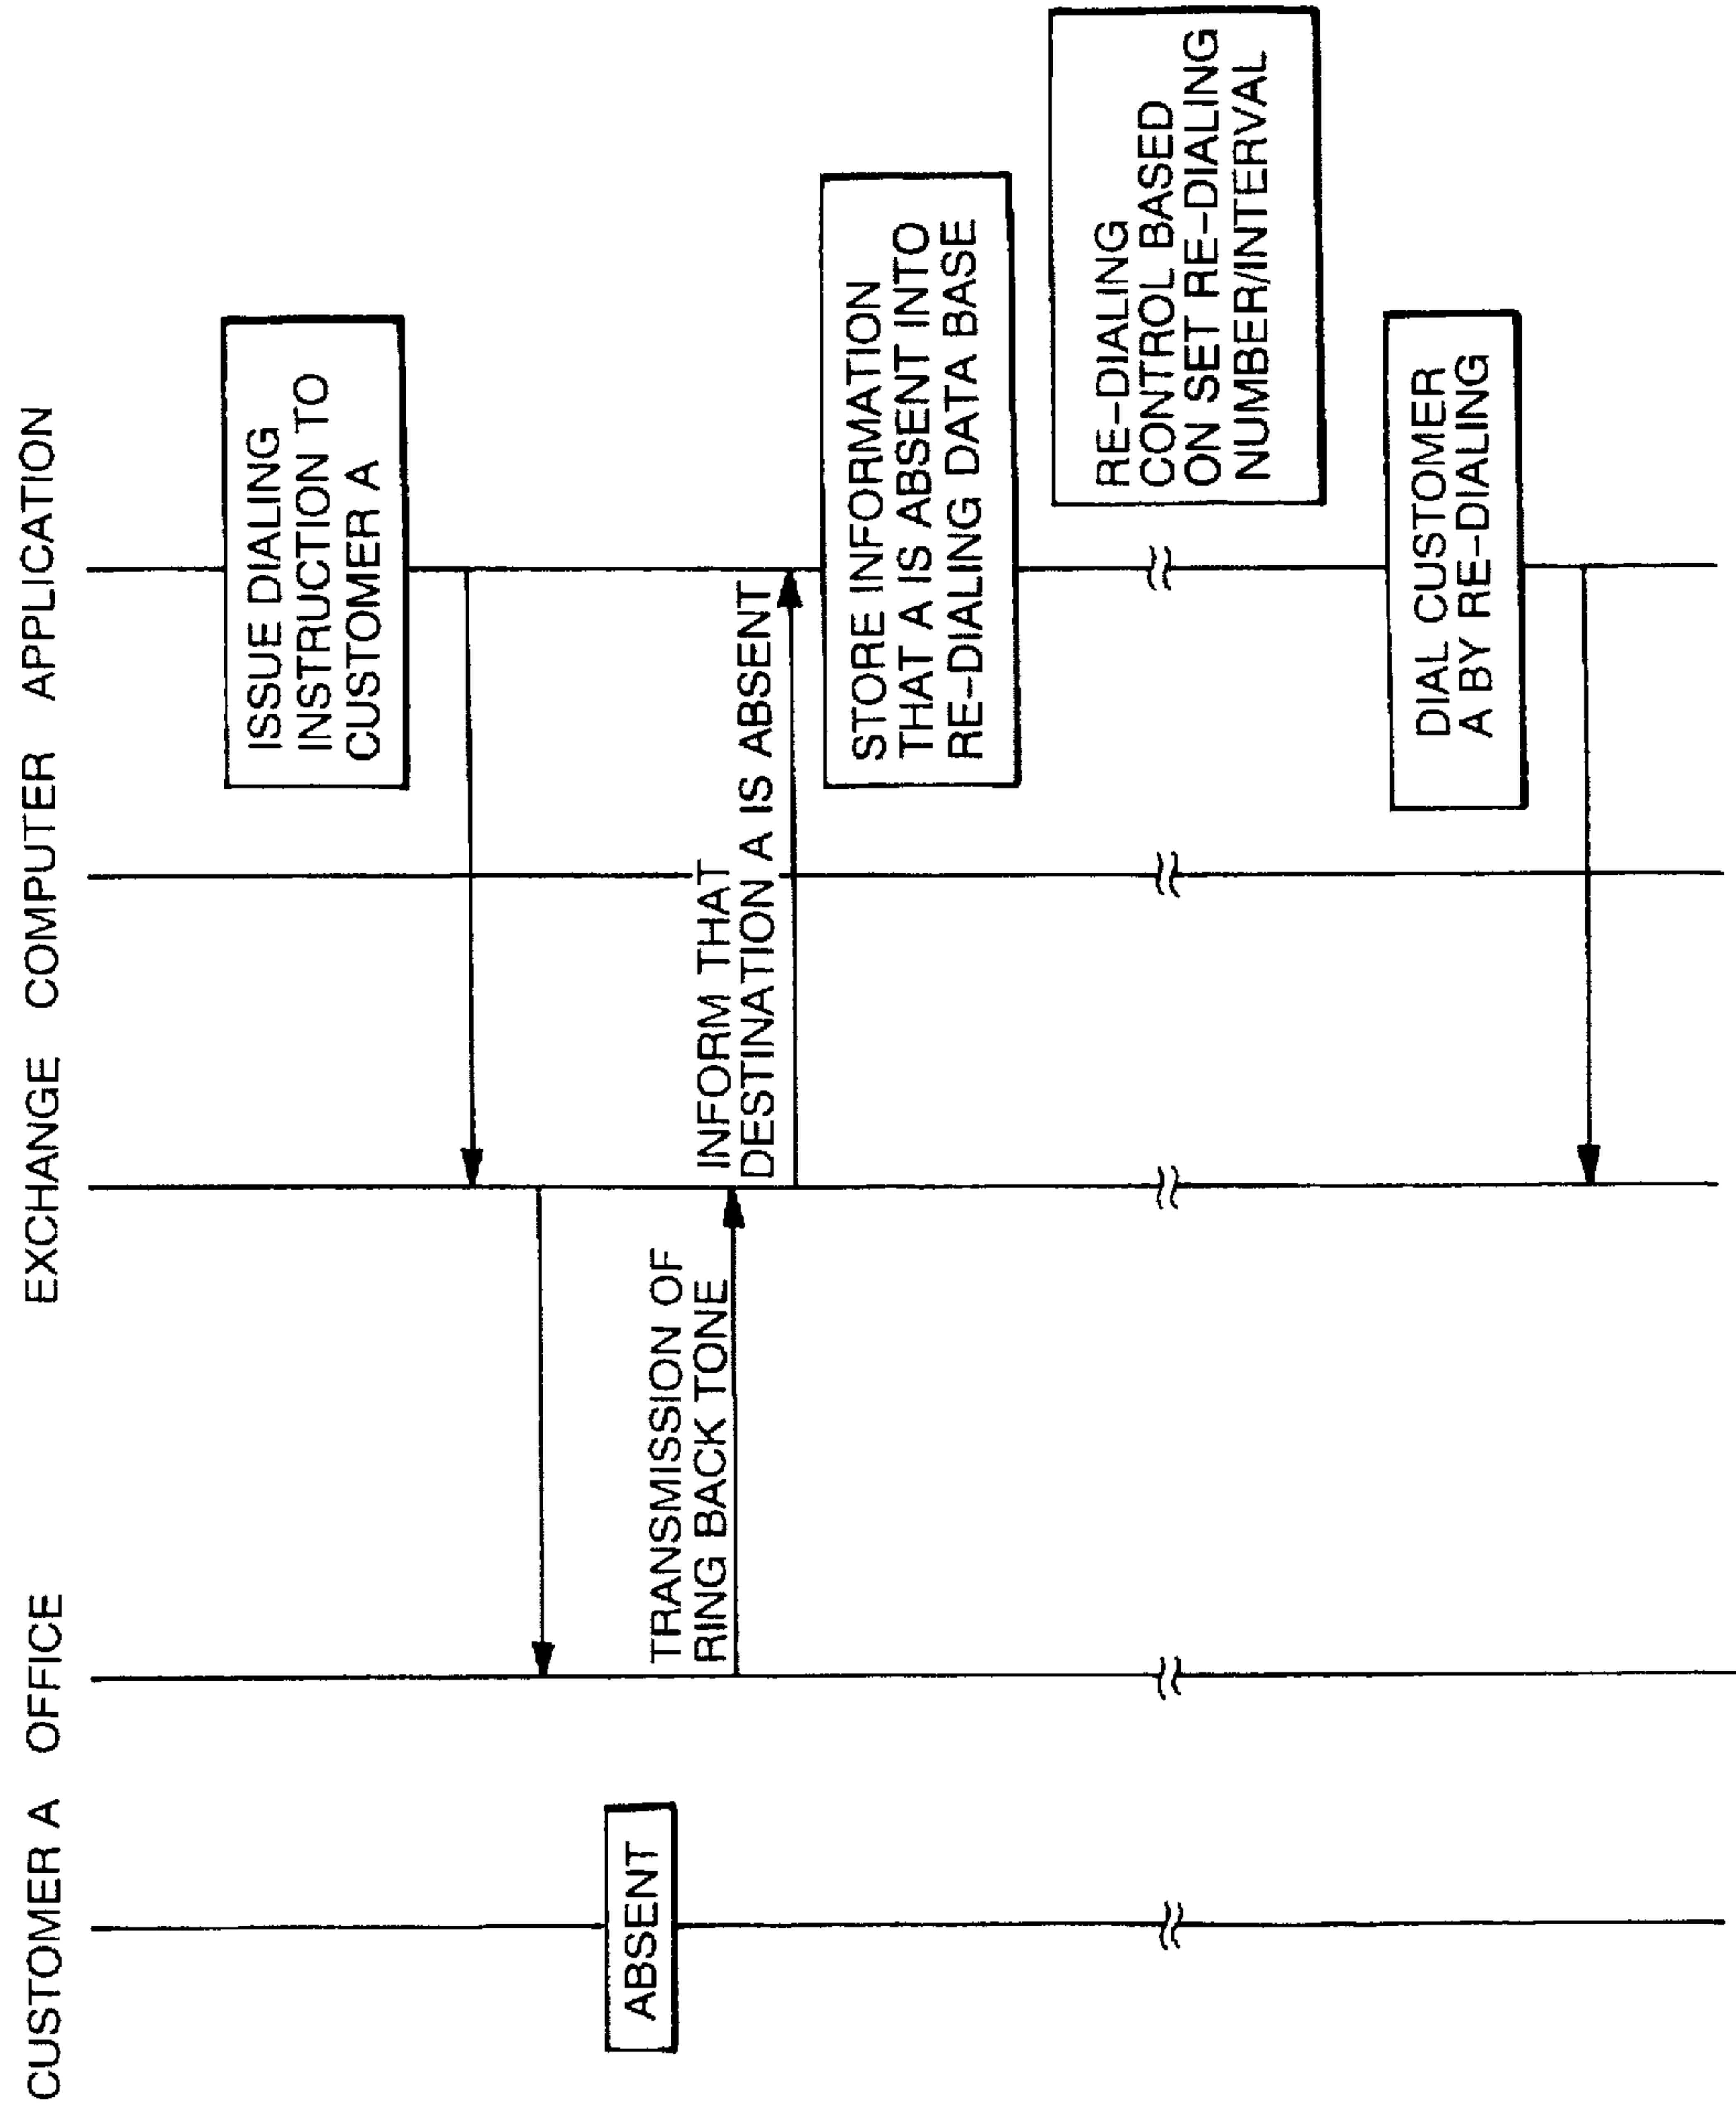 CUSTOMER A OFFICE EXCHANGE COMPUTER APPLICATION
ISSUE DIALING
INSTRUCTION TO
CUSTOMER A
ABSENT
TRANSMISSION OF
RING BACK TONE
INFORM THAT
DESTINATION A IS ABSENT
STORE INFORMATION
THAT A IS ABSENT INTO
RE-DIALING DATA BASE
RE-DIALING
CONTROL BASED
ON SET RE-DIALING
NUMBER/INTERVAL
DIAL CUSTOMER
A BY RE-DIALING